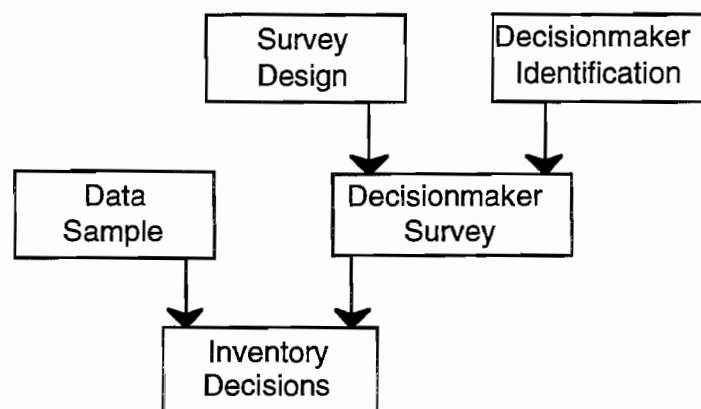 Survey
Design
Decisionmaker
Identification
Data
Sample
Decisionmaker
Survey
Inventory
Decisions